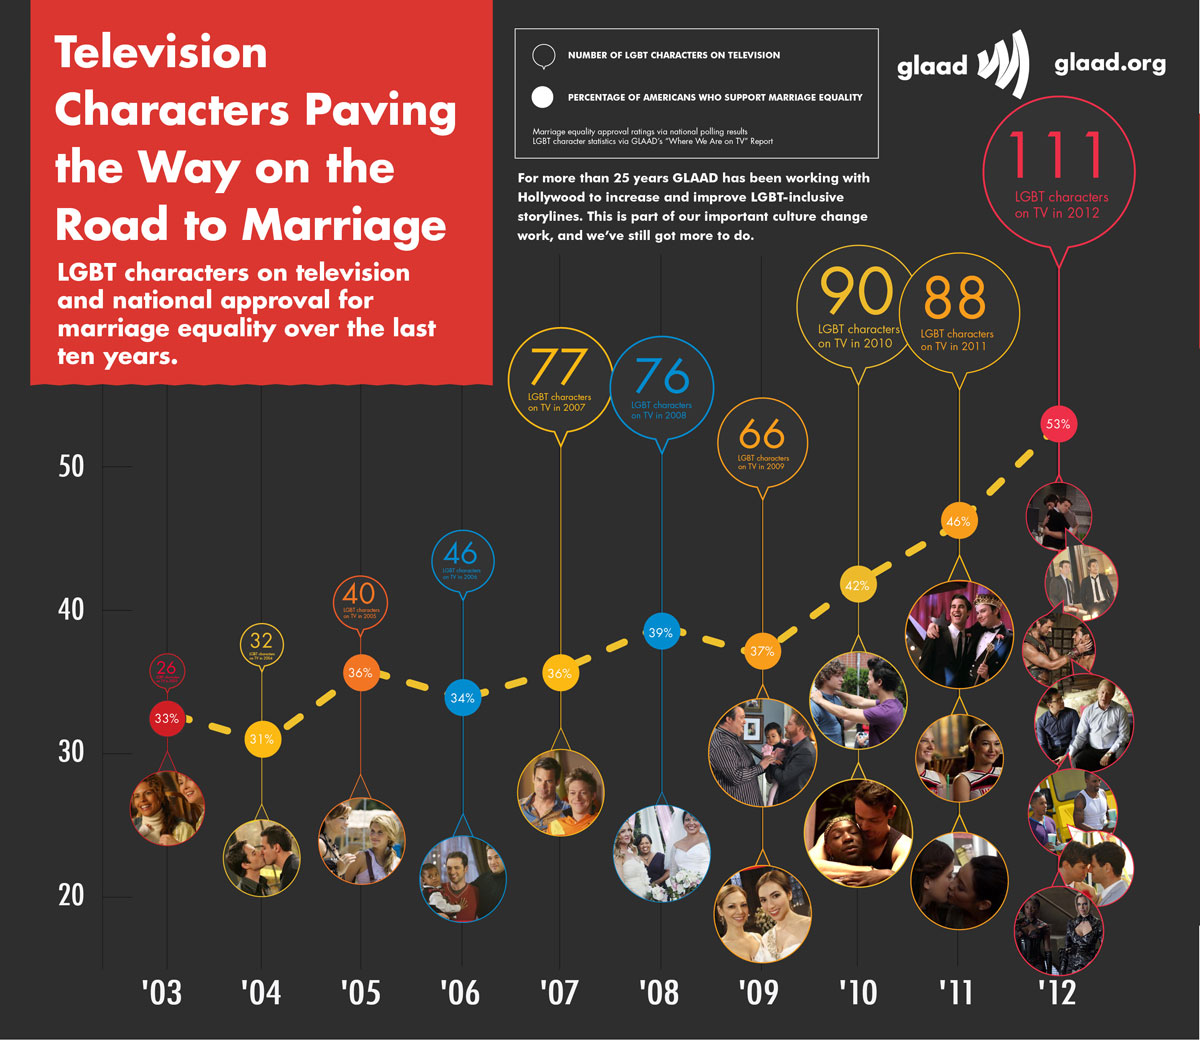 Television
Characters Paving
the Way on the
Road to Marriage
LGBT characters on television
and national approval for
marriage equality over the last
ten years.
NUMBER OF LGBT CHARACTERS ON TELEVISION
PERCENTAGE OF AMERICANS WHO SUPPORT MARRIAGE EQUALITY
Marriage equality approval ratings via national polling results
LGBT character statistics via GLAAD's "Where We Are on TV" Report
For more than 25 years GLAAD has been working with
Hollywood to increase and improve LGBT-inclusive
storylines. This is part of our important culture change
work, and we've still got more to do.
glaad
glaad.org
111
LGBT characters
on TV in 2012
90
LGBT characters
on TV in 2010
88
LGBT characters
on TV in 2011
77
LGBT characters
on TV in 2007
76
LGBT characters
on TV in 2008
66
LGBT characters
on TV in 2009
46
LGBT characters
on TV in 2006
40
LGBT characters
on TV in 2005
32
LGBT characters
26
50
40
30
20
33%
31%
36%
34%
36%
39%
37%
42%
46%
53%
'03
'04
'05
'06
'07
'08
'09
'10
'11
'12